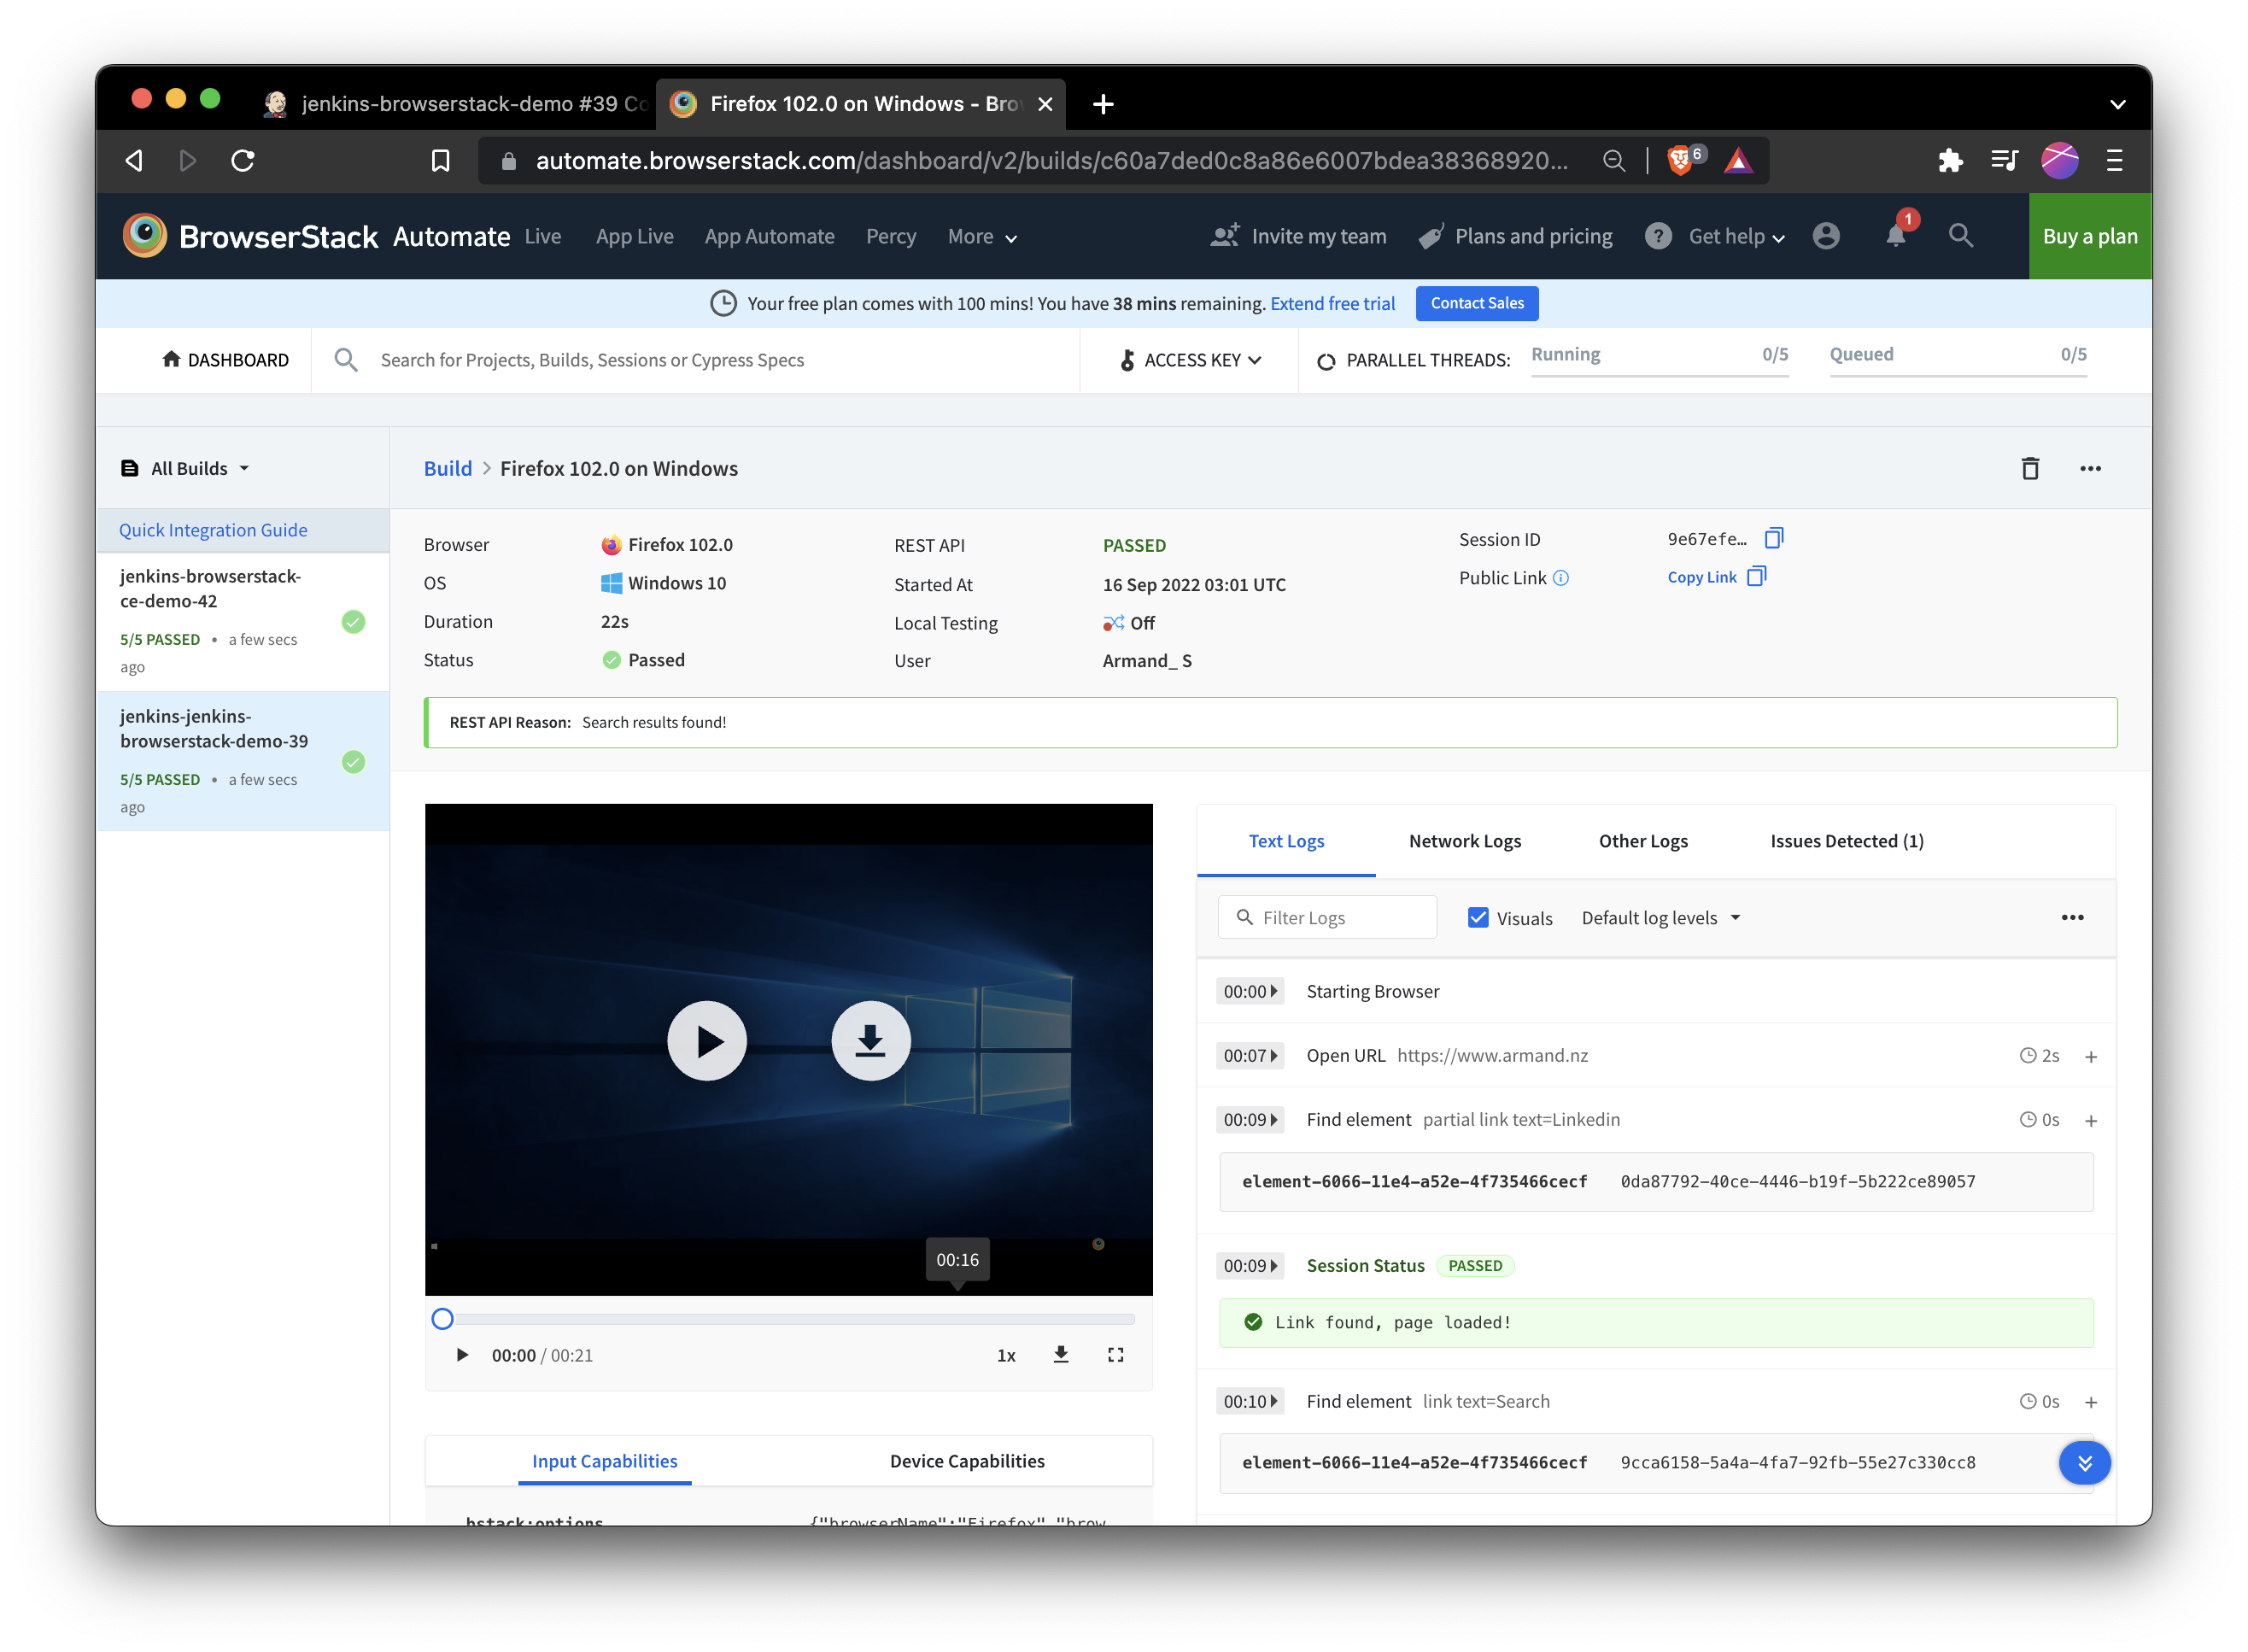 jenkins-browserstack-demo #39 Co
Firefox 102.0 on Windows - Bro
automate.browserstack.com/dashboard/v2/builds/c60a7ded0c8a86e6007bdea38368920...
6
BrowserStack Automate Live App Live App Automate Percy More Invite my team Plans and pricing ? Get help 1 Buy a plan
Your free plan comes with 100 mins! You have 38 mins remaining. Extend free trial Contact Sales
DASHBOARD Search for Projects, Builds, Sessions or Cypress Specs ACCESS KEY PARALLEL THREADS: Running 0/5 Queued 0/5
All Builds
Build > Firefox 102.0 on Windows
Quick Integration Guide
jenkins-browserstack-
ce-demo-42
5/5 PASSED • a few secs
ago
jenkins-jenkins-
browserstack-demo-39
5/5 PASSED • a few secs
ago
Browser Firefox 102.0
OS Windows 10
Duration 22s
Status Passed
REST API PASSED
Started At 16 Sep 2022 03:01 UTC
Local Testing Off
User Armand_ S
Session ID 9e67efe...
Public Link Copy Link
REST API Reason: Search results found!
00:16
00:00 / 00:21 1x
Input Capabilities Device Capabilities
bstack:options {"browserName":"Firefox","brow
Text Logs Network Logs Other Logs Issues Detected (1)
Filter Logs Visuals Default log levels
00:00 Starting Browser
00:07 Open URL https://www.armand.nz 2s +
00:09 Find element partial link text=Linkedin 0s +
element-6066-11e4-a52e-4f735466cecf 0da87792-40ce-4446-b19f-5b222ce89057
00:09 Session Status PASSED
Link found, page loaded!
00:10 Find element link text=Search 0s +
element-6066-11e4-a52e-4f735466cecf 9cca6158-5a4a-4fa7-92fb-55e27c330cc8